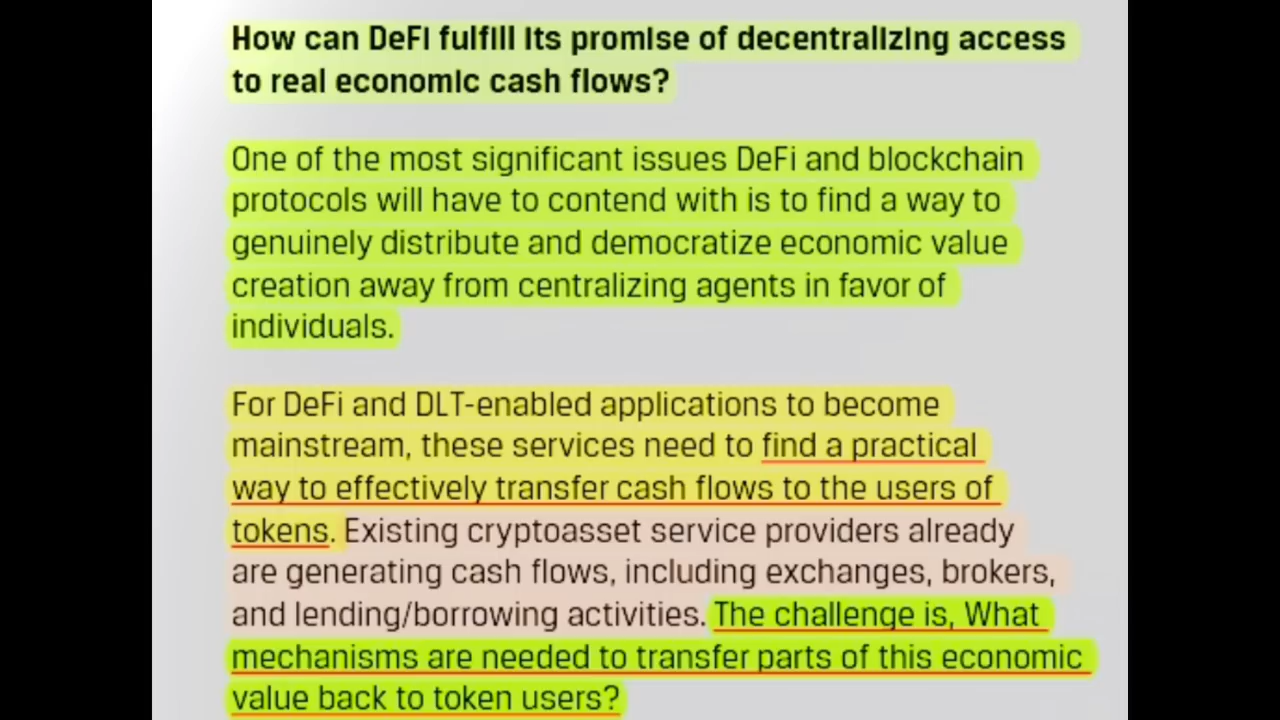 How can DeFi fulfill its promise of decentralizing access
to real economic cash flows?
One of the most significant issues DeFi and blockchain
protocols will have to contend with is to find a way to
genuinely distribute and democratize economic value
creation away from centralizing agents in favor of
individuals.
For DeFi and DLT-enabled applications to become
mainstream, these services need to find a practical
way to effectively transfer cash flows to the users of
tokens. Existing cryptoasset service providers already
are generating cash flows, including exchanges, brokers,
and lending/borrowing activities. The challenge is, What
mechanisms are needed to transfer parts of this economic
value back to token users?